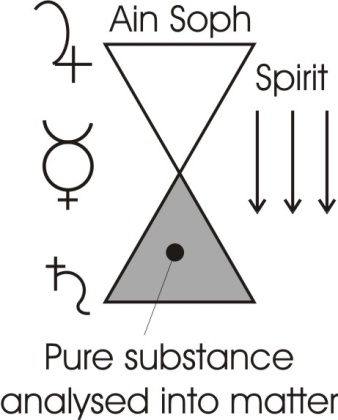 Ain Soph
Spirit
Pure substance
analysed into matter